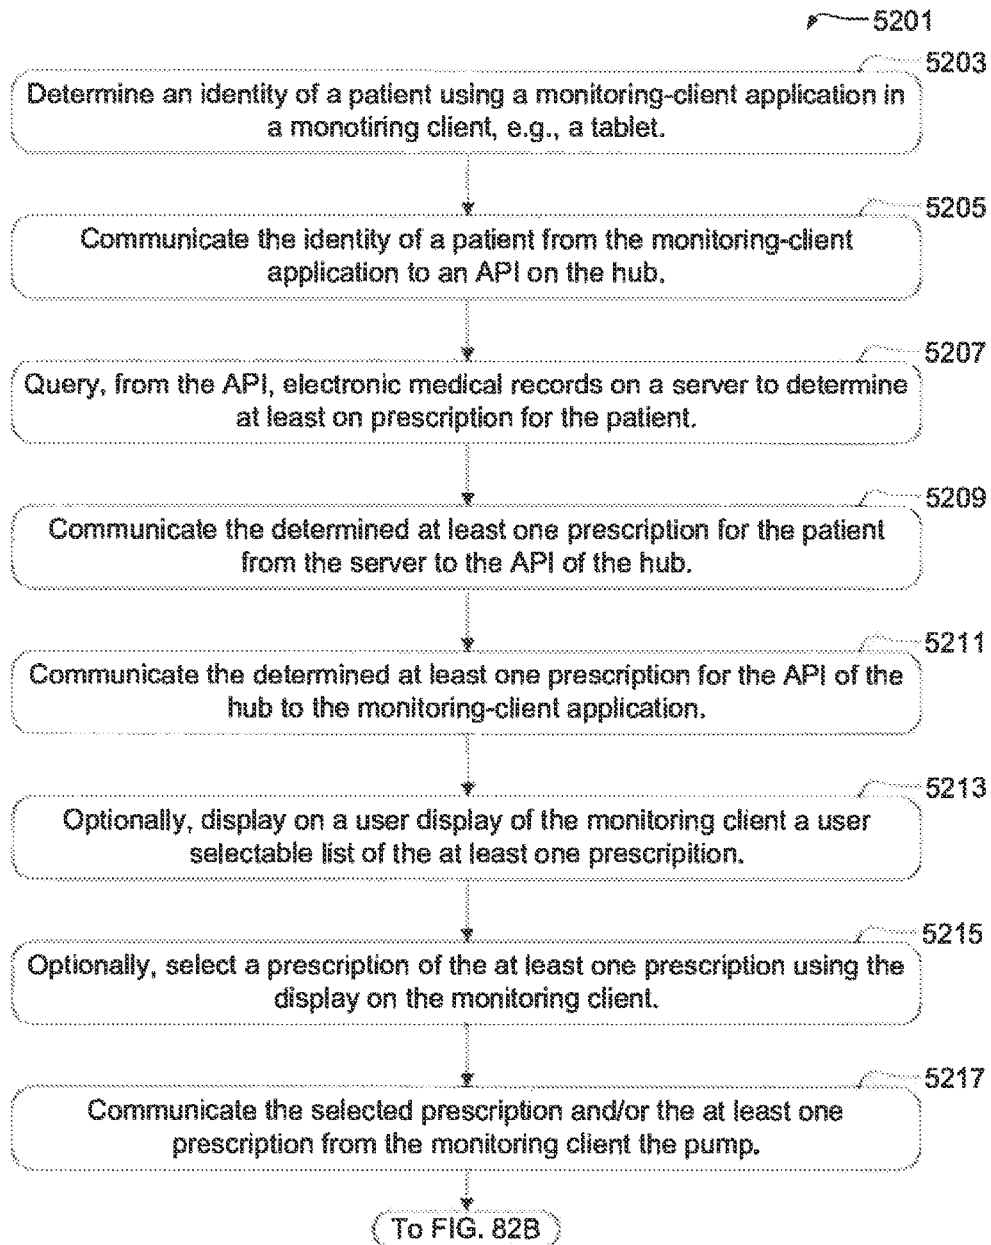 5201
5203
Determine an identity of a patient using a monitoring-client application in
a monotiring client, e.g., a tablet.
5205
Communicate the identity of a patient from the monitoring-client
application to an API on the hub.
5207
Query, from the API, electronic medical records on a server to determine
at least on prescription for the patient.
5209
Communicate the determined at least one prescription for the patient
from the server to the API of the hub.
5211
Communicate the determined at least one prescription for the API of the
hub to the monitoring-client application.
5213
Optionally, display on a user display of the monitoring client a user
selectable list of the at least one prescripition.
5215
Optionally, select a prescription of the at least one prescription using the
display on the monitoring client.
5217
Communicate the selected prescription and/or the at least one
prescription from the monitoring client the pump.
To FIG. 82B